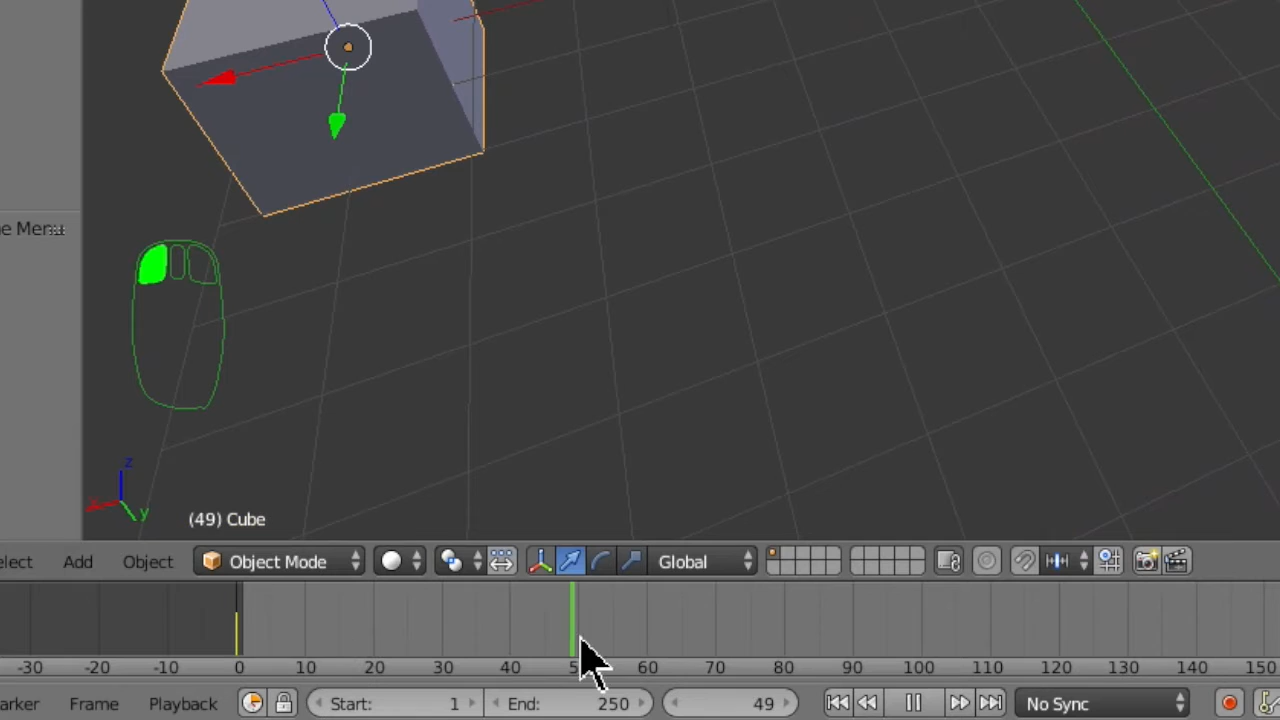 e Menu
z
x
y
(49) Cube
elect Add Object Object Mode Global
-30 -20 -10 0 10 20 30 40 5 60 70 80 90 100 110 120 130 140 150
arker Frame Playback Start: 1 End: 250 49 No Sync